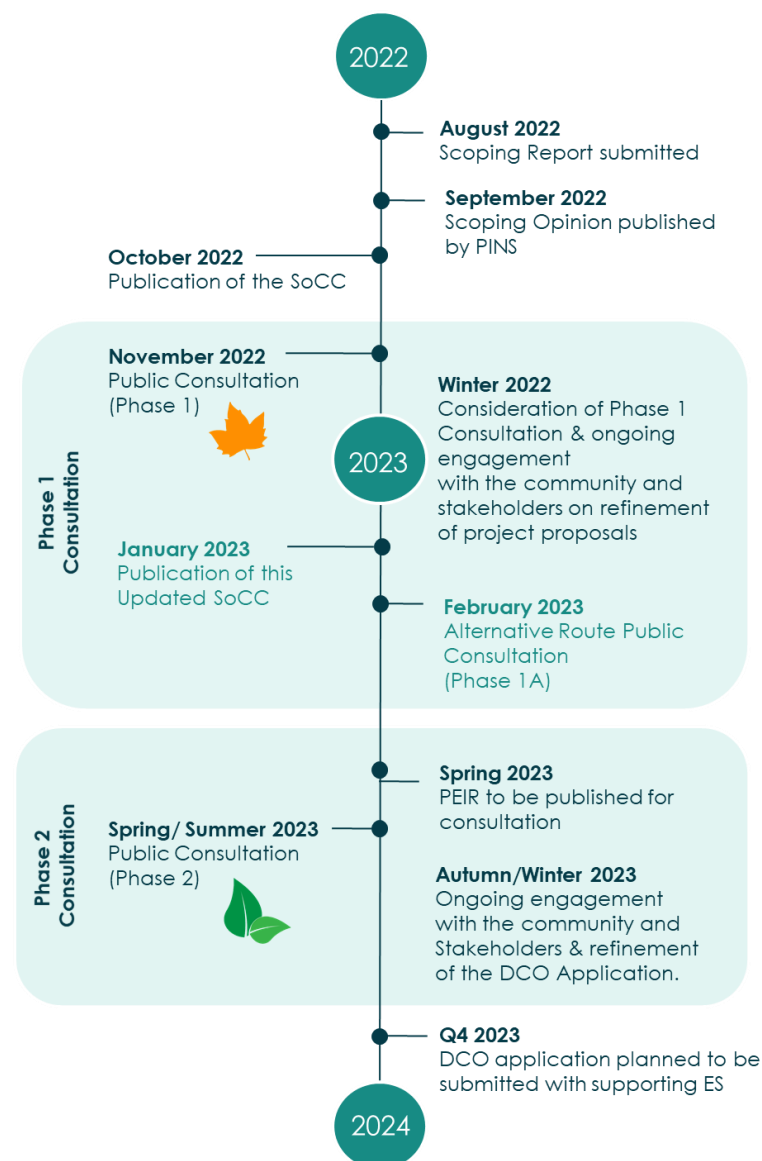 2022
August 2022
Scoping Report submitted
September 2022
Scoping Opinion published
by PINS
October 2022
Publication of the SoCC
Phase 1
Consultation
November 2022
Public Consultation
(Phase 1)
Winter 2022
Consideration of Phase 1
Consultation & ongoing
engagement
with the community and
stakeholders on refinement
of project proposals
2023
January 2023
Publication of this
Updated SoCC
February 2023
Alternative Route Public
Consultation
(Phase 1A)
Phase 2
Consultation
Spring 2023
PEIR to be published for
consultation
Spring/ Summer 2023
Public Consultation
(Phase 2)
Autumn/Winter 2023
Ongoing engagement
with the community and
Stakeholders & refinement
of the DCO Application.
Q4 2023
DCO application planned to be
submitted with supporting ES
2024